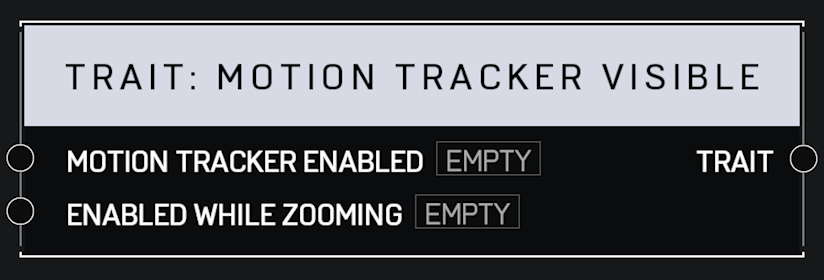 TRAIT: MOTION TRACKER VISIBLE
MOTION TRACKER ENABLED EMPTY TRAIT
ENABLED WHILE ZOOMING EMPTY